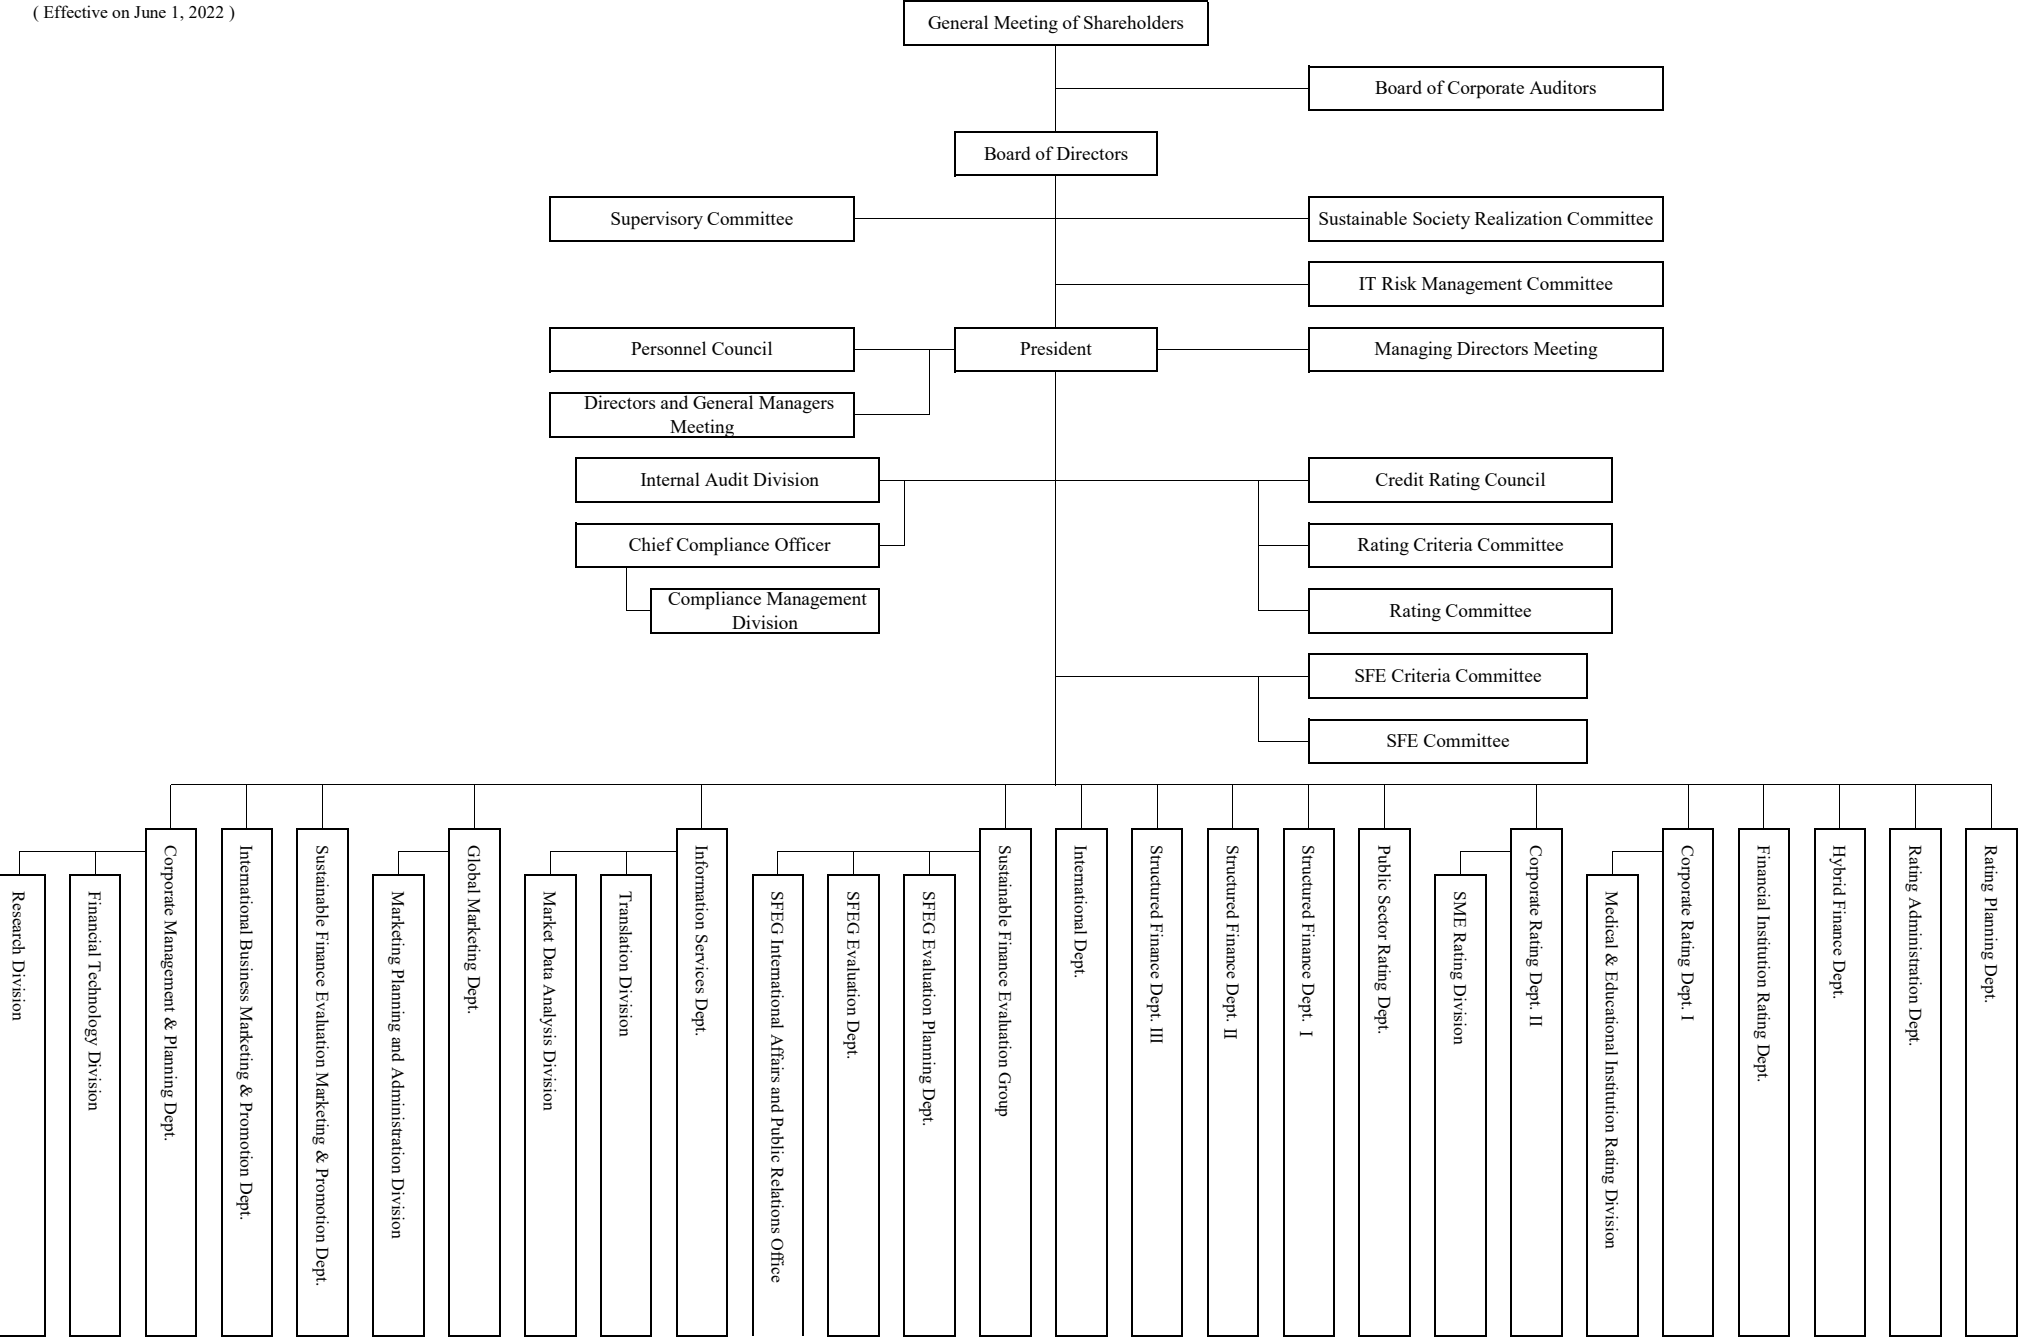 ( Effective on June 1, 2022 )
General Meeting of Shareholders
Board of Corporate Auditors
Board of Directors
Supervisory Committee
Sustainable Society Realization Committee
IT Risk Management Committee
Personnel Council
President
Managing Directors Meeting
Directors and General Managers
Meeting
Internal Audit Division
Credit Rating Council
Chief Compliance Officer
Rating Criteria Committee
Compliance Management
Division
Rating Committee
SFE Criteria Committee
SFE Committee
Research Division
Financial Technology Division
Corporate Management & Planning Dept.
International Business Marketing & Promotion Dept.
Sustainable Finance Evaluation Marketing & Promotion Dept.
Marketing Planning and Administration Division
Global Marketing Dept.
Market Data Analysis Division
Translation Division
Information Services Dept.
SFEG International Affairs and Public Relations Office
SFEG Evaluation Dept.
SFEG Evaluation Planning Dept.
Sustainable Finance Evaluation Group
International Dept.
Structured Finance Dept. III
Structured Finance Dept. II
Structured Finance Dept. I
Public Sector Rating Dept.
SME Rating Division
Corporate Rating Dept. II
Medical & Educational Institution Rating Division
Corporate Rating Dept. I
Financial Institution Rating Dept.
Hybrid Finance Dept.
Rating Administration Dept.
Rating Planning Dept.